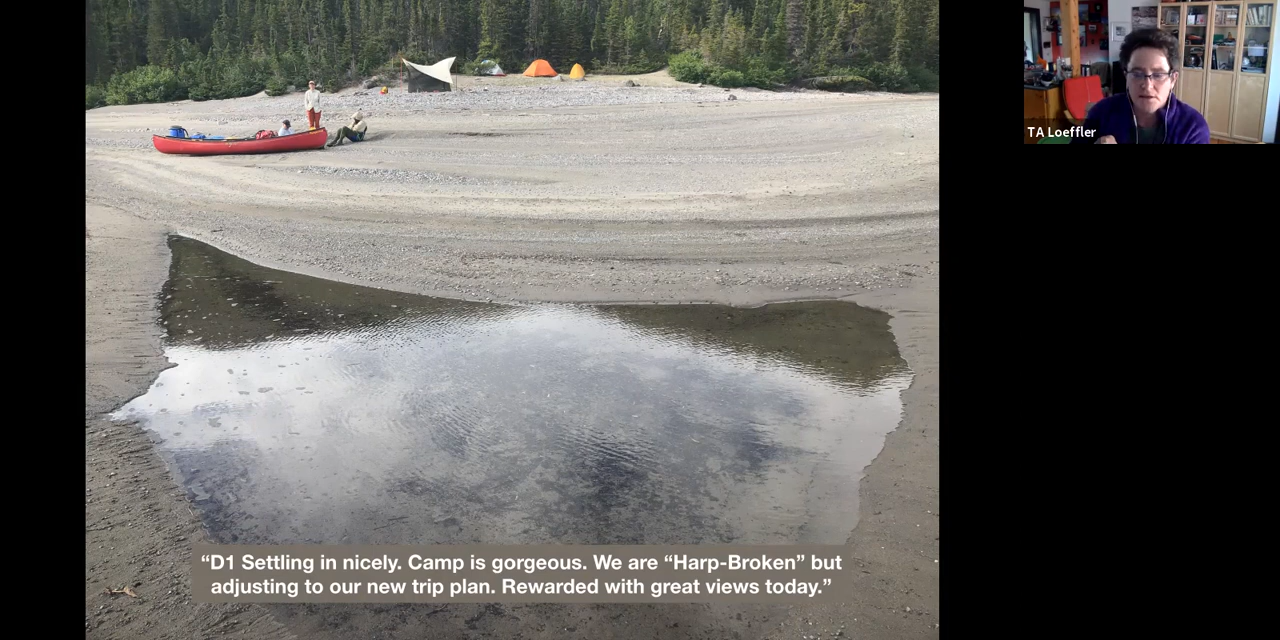 TA Loeffler
“D1 Settling in nicely. Camp is gorgeous. We are “Harp-Broken” but
adjusting to our new trip plan. Rewarded with great views today.”